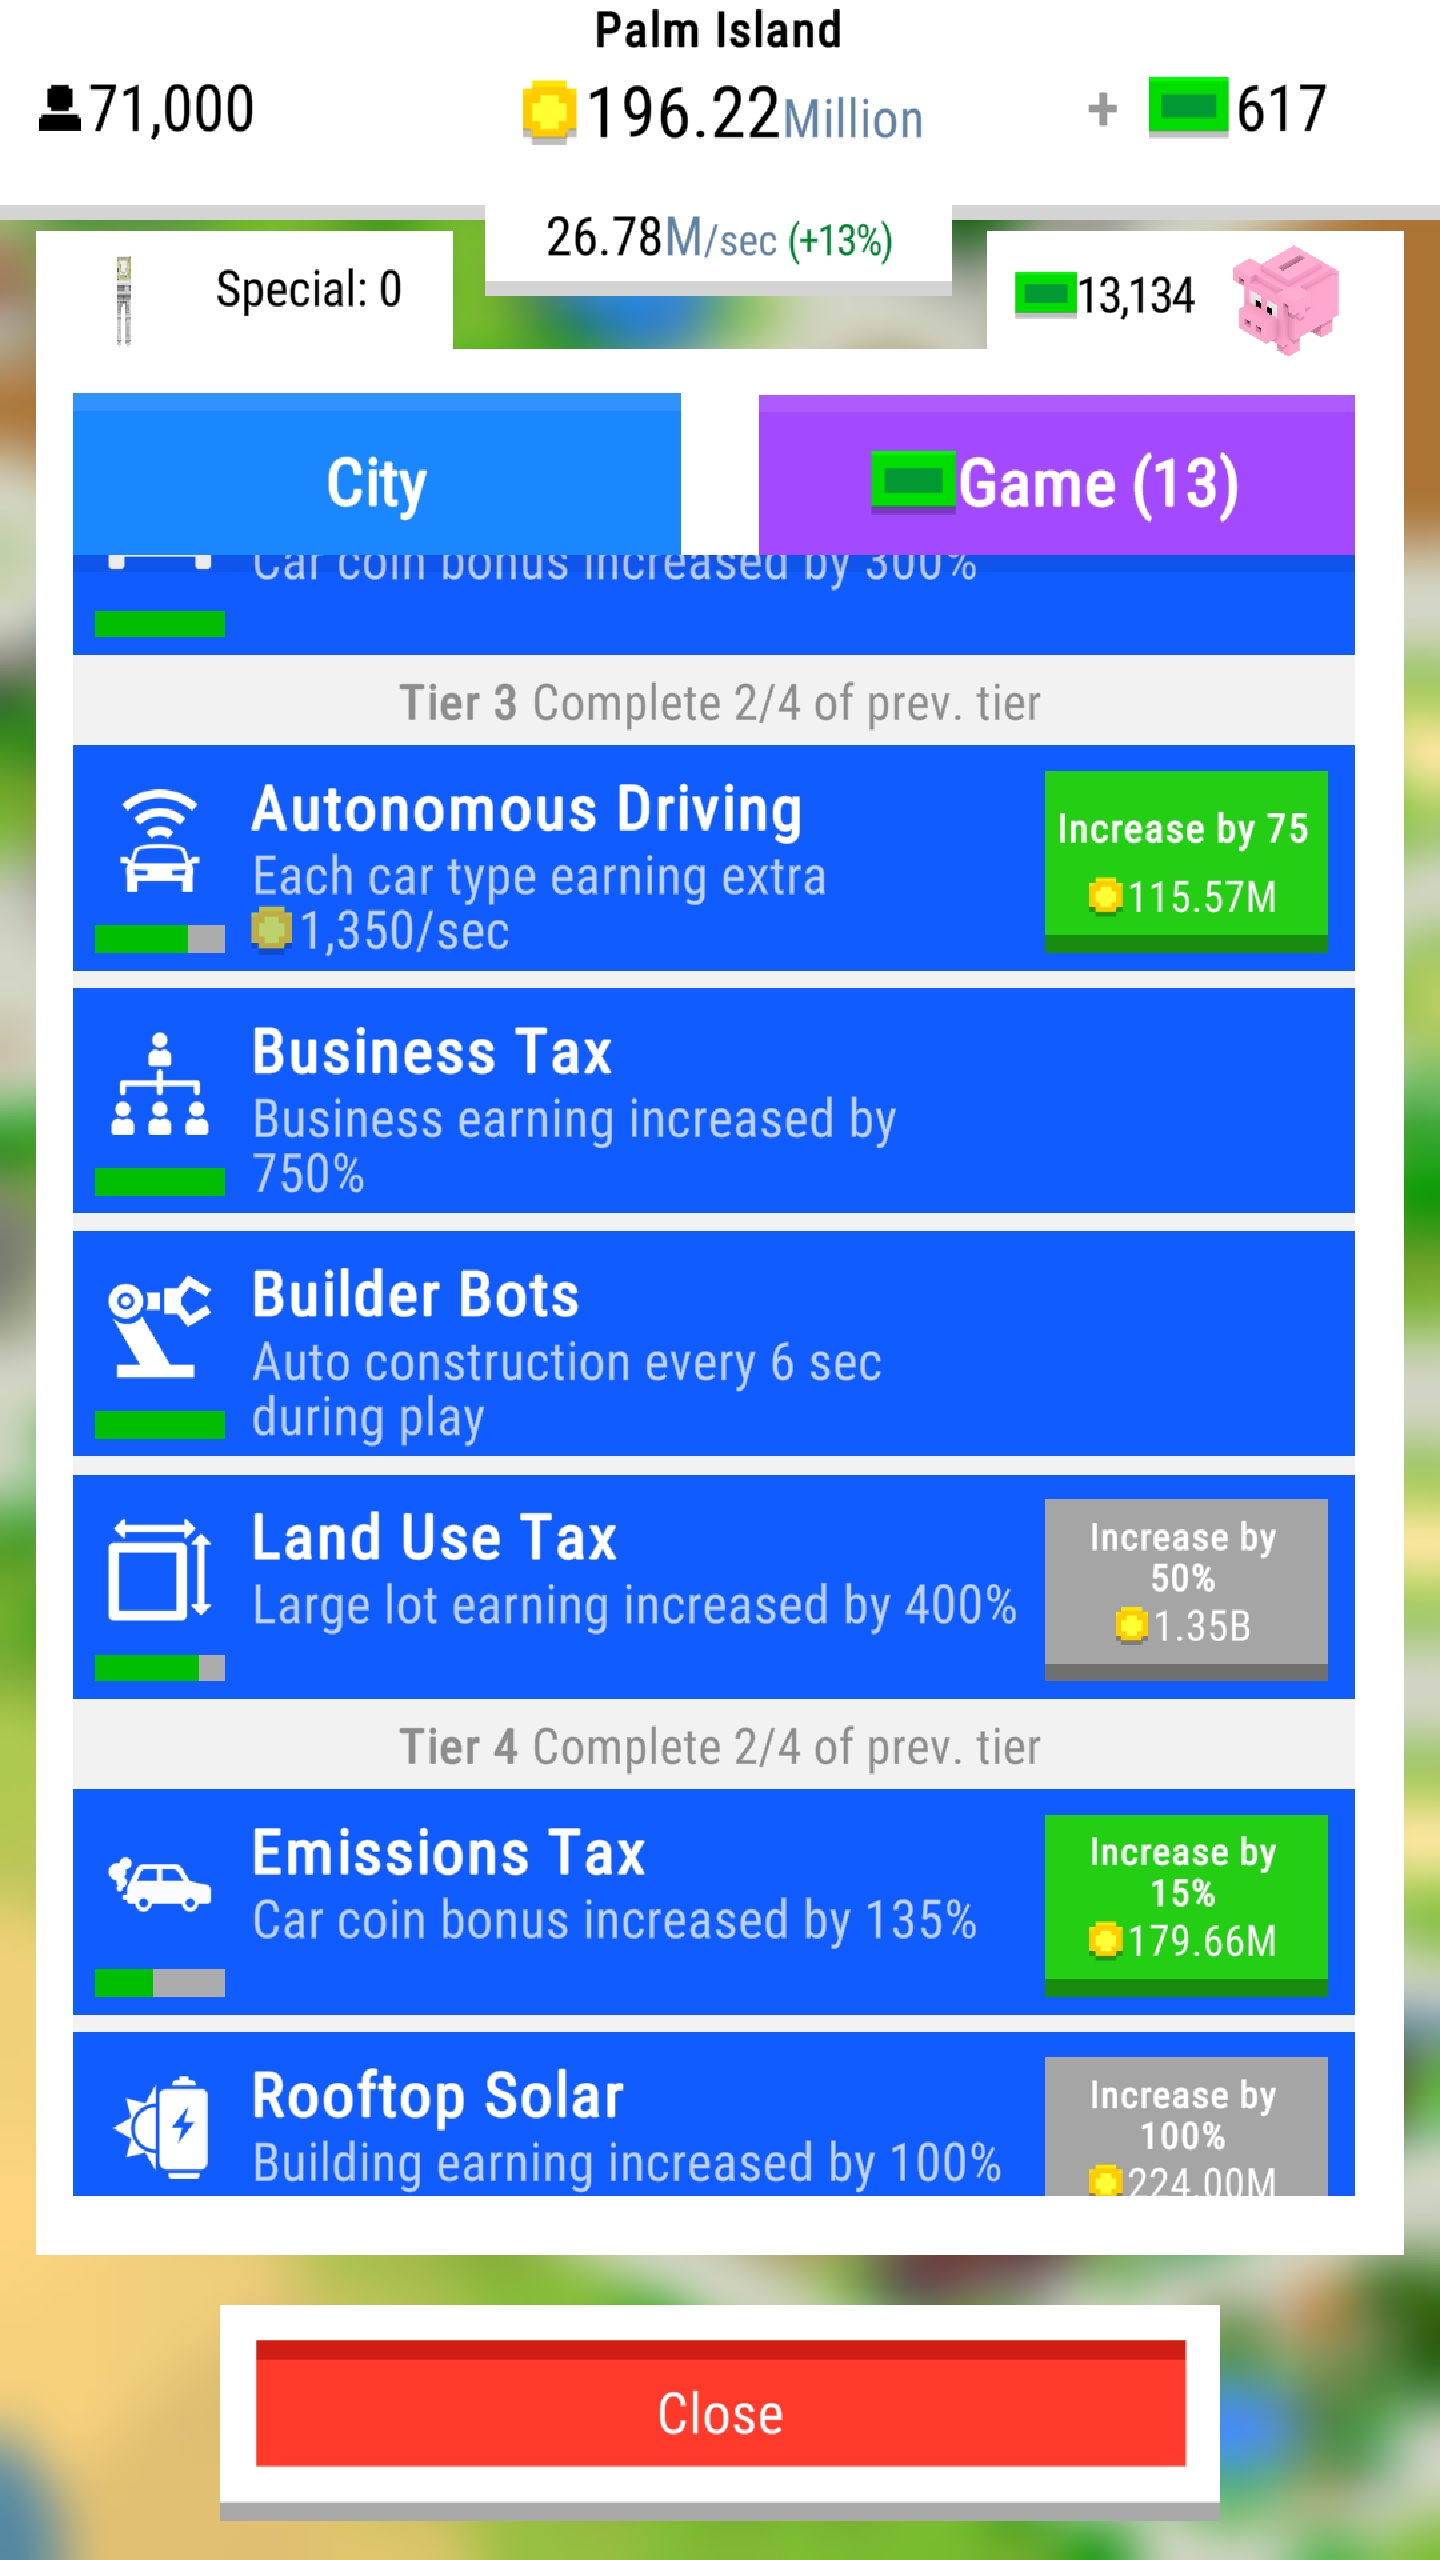 Palm Island
71,000
196.22Million
+ 617
26.78M/sec (+13%)
Special: 0
13,134
City
Game (13)
Car coin bonus increased by 300%
Tier 3 Complete 2/4 of prev. tier
Autonomous Driving
Each car type earning extra
1,350/sec
Increase by 75
115.57M
Business Tax
Business earning increased by
750%
Builder Bots
Auto construction every 6 sec
during play
Land Use Tax
Large lot earning increased by 400%
Increase by
50%
1.35B
Tier 4 Complete 2/4 of prev. tier
Emissions Tax
Car coin bonus increased by 135%
Increase by
15%
179.66M
Rooftop Solar
Building earning increased by 100%
Increase by
100%
224.00M
Close